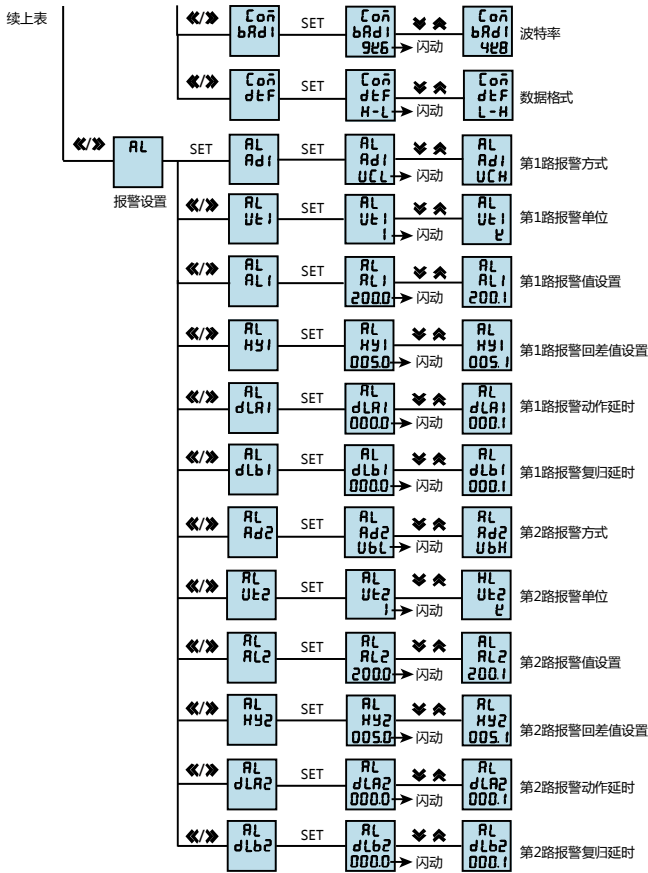 续上表
≪/≫
Com
bAd1
SET
Com
bAd1
9K6
闪动
Com
bAd1
4K8
波特率
≪/≫
Com
dtF
SET
Com
dtF
H-L
闪动
Com
dtF
L-H
数据格式
≪/≫
AL
报警设置
SET
AL
Ad1
SET
AL
Ad1
UCL
闪动
AL
Ad1
UCH
第1路报警方式
≪/≫
AL
Ut1
SET
AL
Ut1
1
闪动
AL
Ut1
K
第1路报警单位
≪/≫
AL
AL1
SET
AL
AL1
200.0
闪动
AL
AL1
200.1
第1路报警值设置
≪/≫
AL
HY1
SET
AL
HY1
005.0
闪动
AL
HY1
005.1
第1路报警回差值设置
≪/≫
AL
dLA1
SET
AL
dLA1
000.0
闪动
AL
dLA1
000.1
第1路报警动作延时
≪/≫
AL
dLb1
SET
AL
dLb1
000.0
闪动
AL
dLb1
000.1
第1路报警复归延时
≪/≫
AL
Ad2
SET
AL
Ad2
UbL
闪动
AL
Ad2
UbH
第2路报警方式
≪/≫
AL
Ut2
SET
AL
Ut2
1
闪动
HL
Ut2
K
第2路报警单位
≪/≫
AL
AL2
SET
AL
AL2
200.0
闪动
AL
AL2
200.1
第2路报警值设置
≪/≫
AL
HY2
SET
AL
HY2
005.0
闪动
AL
HY2
005.1
第2路报警回差值设置
≪/≫
AL
dLA2
SET
AL
dLA2
000.0
闪动
AL
dLA2
000.1
第2路报警动作延时
≪/≫
AL
dLb2
SET
AL
dLb2
000.0
闪动
AL
dLb2
000.1
第2路报警复归延时